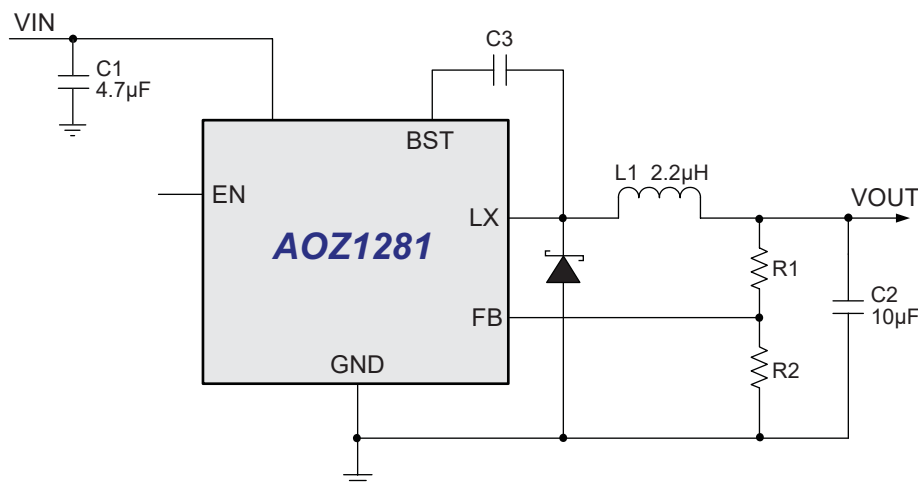 VIN
C1
4.7µF
C3
BST
EN
L1 2.2µH
VOUT
LX
AOZ1281
R1
C2
10µF
FB
R2
GND